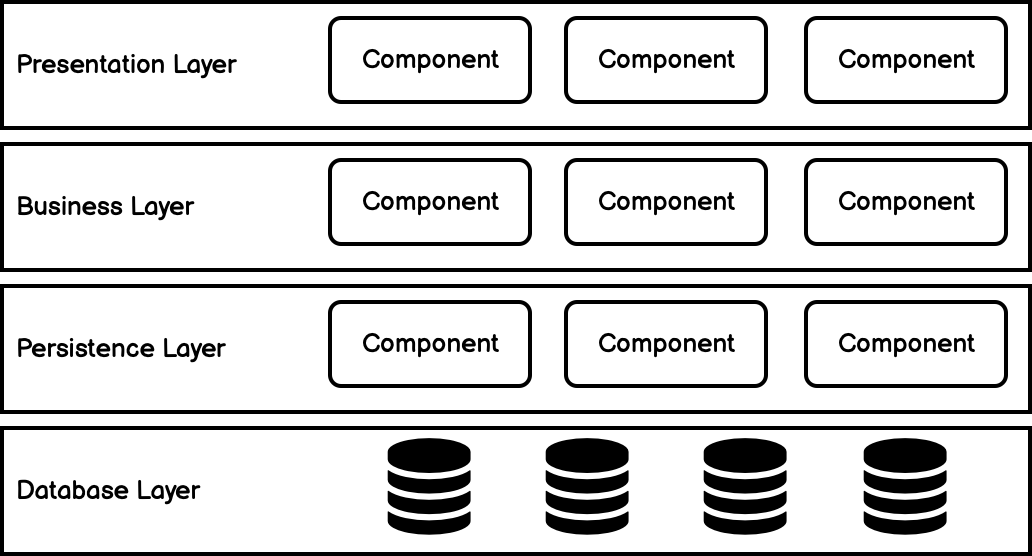 Presentation Layer
Component
Component
Component
Business Layer
Component
Component
Component
Persistence Layer
Component
Component
Component
Database Layer